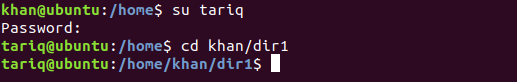 khan@ubuntu:/home$ su tariq
Password:
tariq@ubuntu:/home$ cd khan/dir1
tariq@ubuntu:/home/khan/dir1$